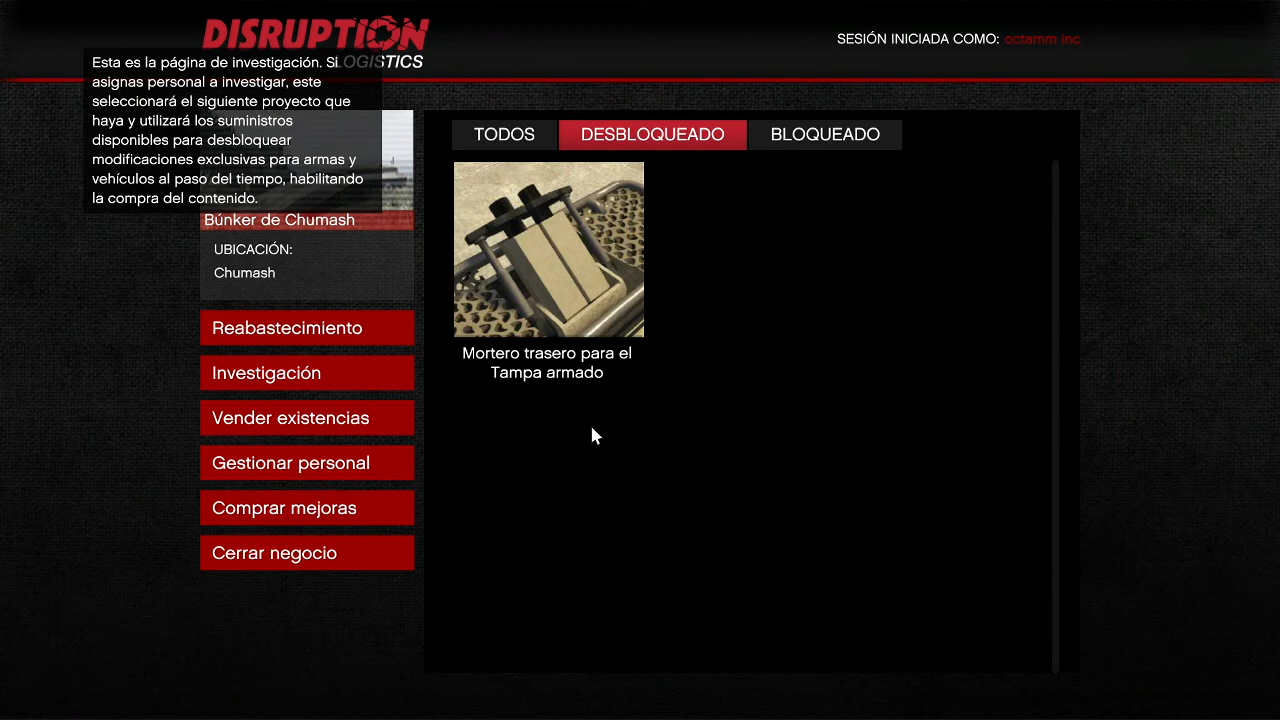 DISRUPTION
LOGISTICS
SESIÓN INICIADA COMO: octamm inc
Esta es la página de investigación. Si
asignas personal a investigar, este
seleccionará el siguiente proyecto que
haya y utilizará los suministros
disponibles para desbloquear
modificaciones exclusivas para armas y
vehículos al paso del tiempo, habilitando
la compra del contenido.
Búnker de Chumash
UBICACIÓN:
Chumash
Reabastecimiento
Investigación
Vender existencias
Gestionar personal
Comprar mejoras
Cerrar negocio
TODOS
DESBLOQUEADO
BLOQUEADO
Mortero trasero para el
Tampa armado